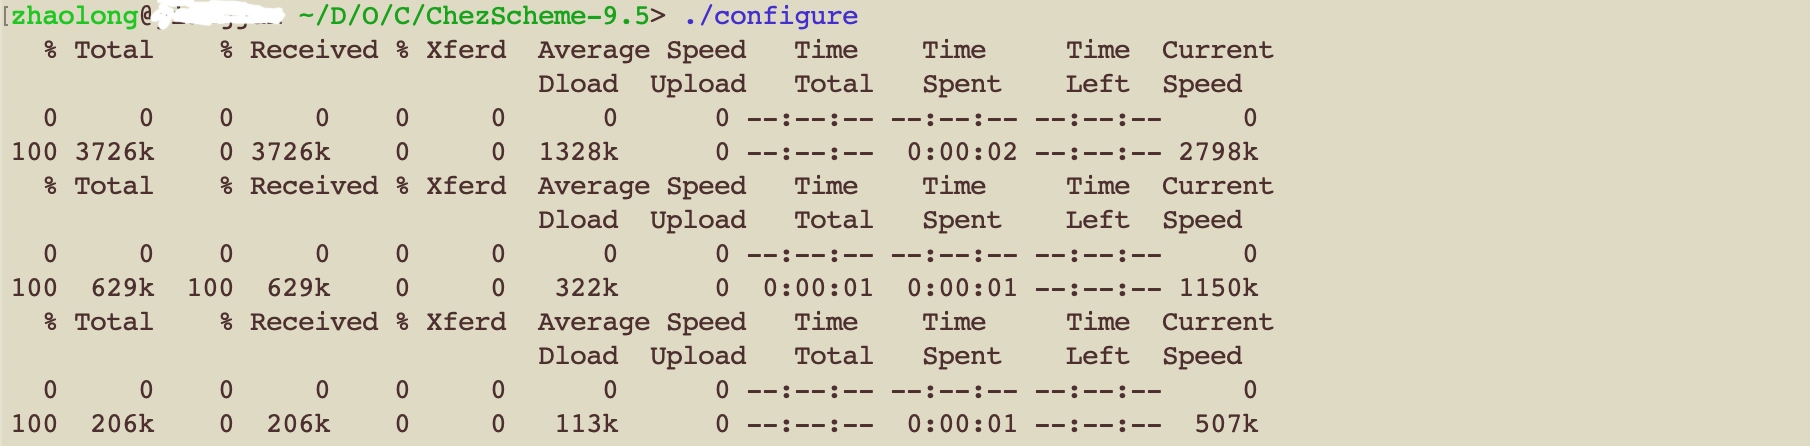 [zhaolong@ ~/D/O/C/ChezScheme-9.5> ./configure
% Total % Received % Xferd Average Speed Time Time Time Current
Dload Upload Total Spent Left Speed
0 0 0 0 0 0 0 0 --:--:-- --:--:-- --:--:-- 0
100 3726k 0 3726k 0 0 1328k 0 --:--:-- 0:00:02 --:--:-- 2798k
% Total % Received % Xferd Average Speed Time Time Time Current
Dload Upload Total Spent Left Speed
0 0 0 0 0 0 0 0 --:--:-- --:--:-- --:--:-- 0
100 629k 100 629k 0 0 322k 0 0:00:01 0:00:01 --:--:-- 1150k
% Total % Received % Xferd Average Speed Time Time Time Current
Dload Upload Total Spent Left Speed
0 0 0 0 0 0 0 0 --:--:-- --:--:-- --:--:-- 0
100 206k 0 206k 0 0 113k 0 --:--:-- 0:00:01 --:--:-- 507k